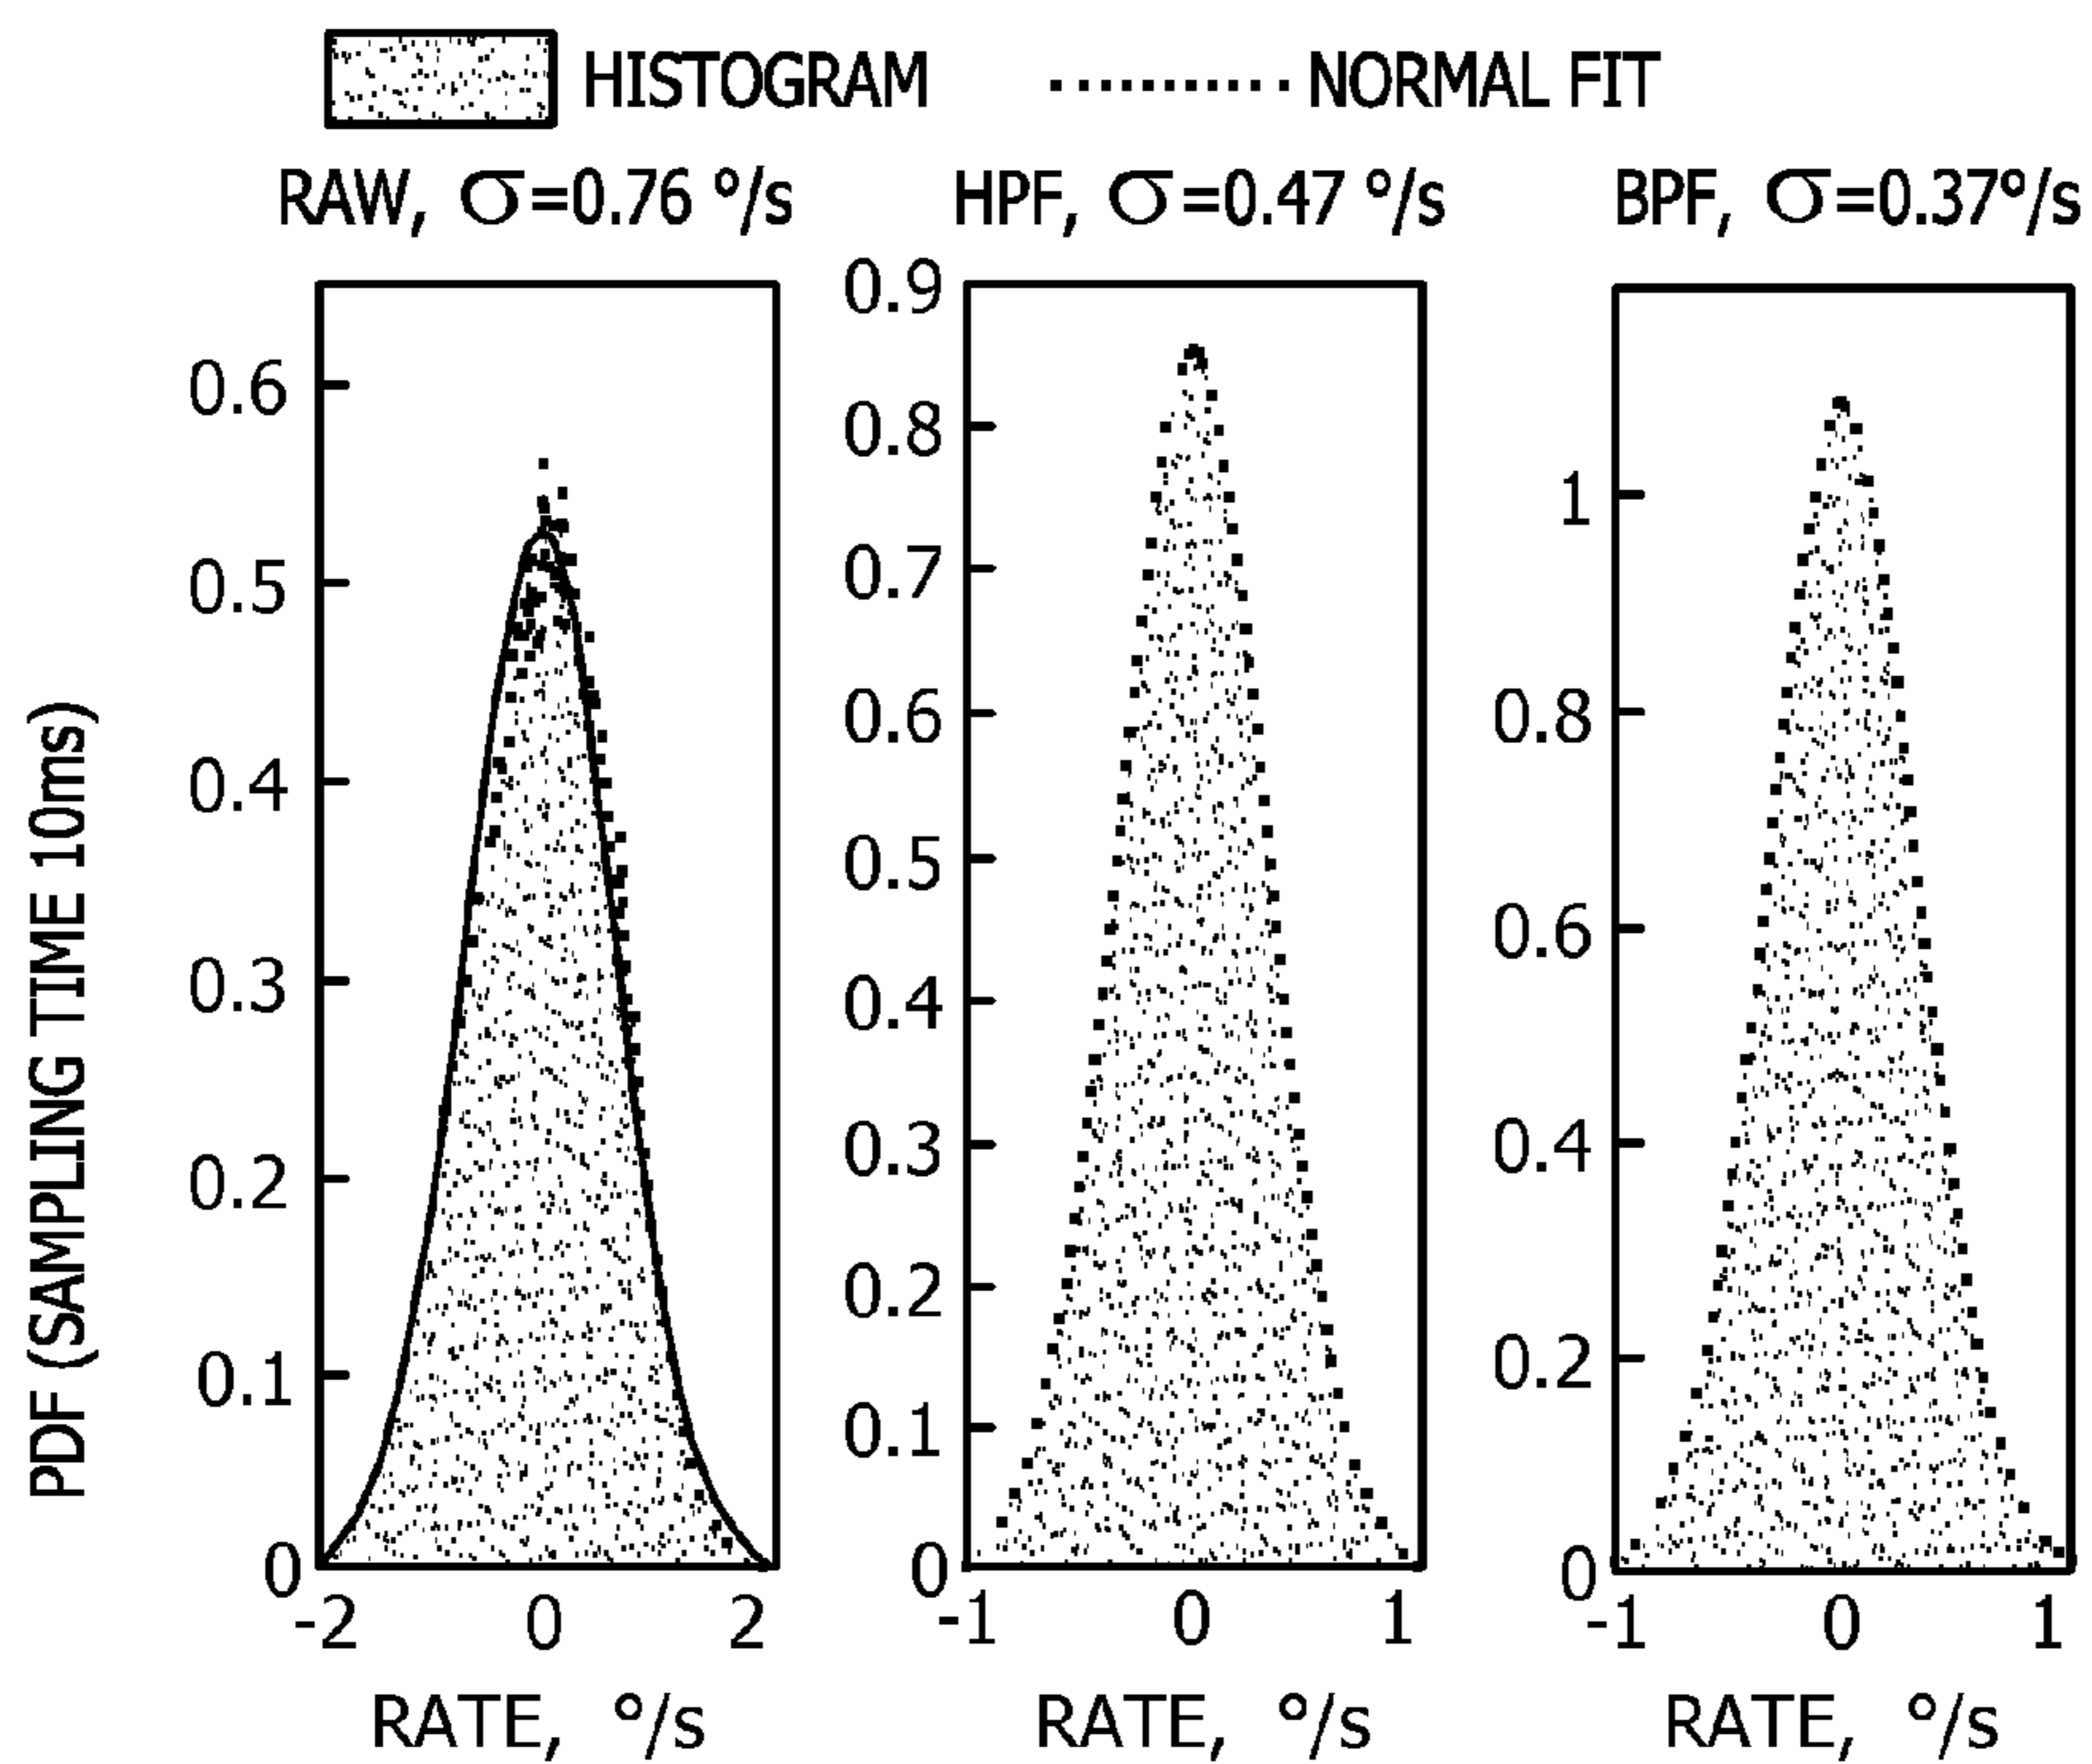 HISTOGRAM
NORMAL FIT
RAW, σ=0.76 º/s
HPF, σ=0.47 º/s
BPF, σ=0.37º/s
PDF (SAMPLING TIME 10ms)
0.6
0.5
0.4
0.3
0.2
0.1
0
-2 0 2
RATE, º/s
0.9
0.8
0.7
0.6
0.5
0.4
0.3
0.2
0.1
0
-1 0 1
RATE, º/s
1
0.8
0.6
0.4
0.2
0
-1 0 1
RATE, º/s